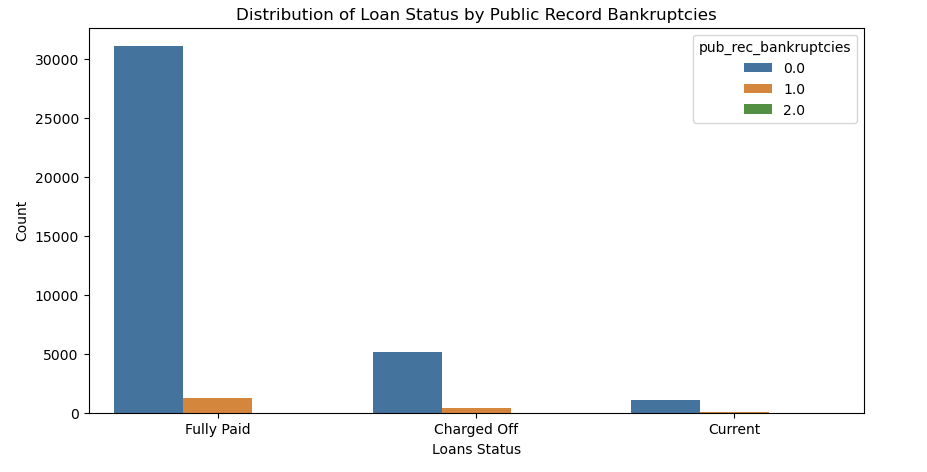 Distribution of Loan Status by Public Record Bankruptcies
pub_rec_bankruptcies
0.0
1.0
2.0
Count
30000
25000
20000
15000
10000
5000
0
Fully Paid
Charged Off
Current
Loans Status